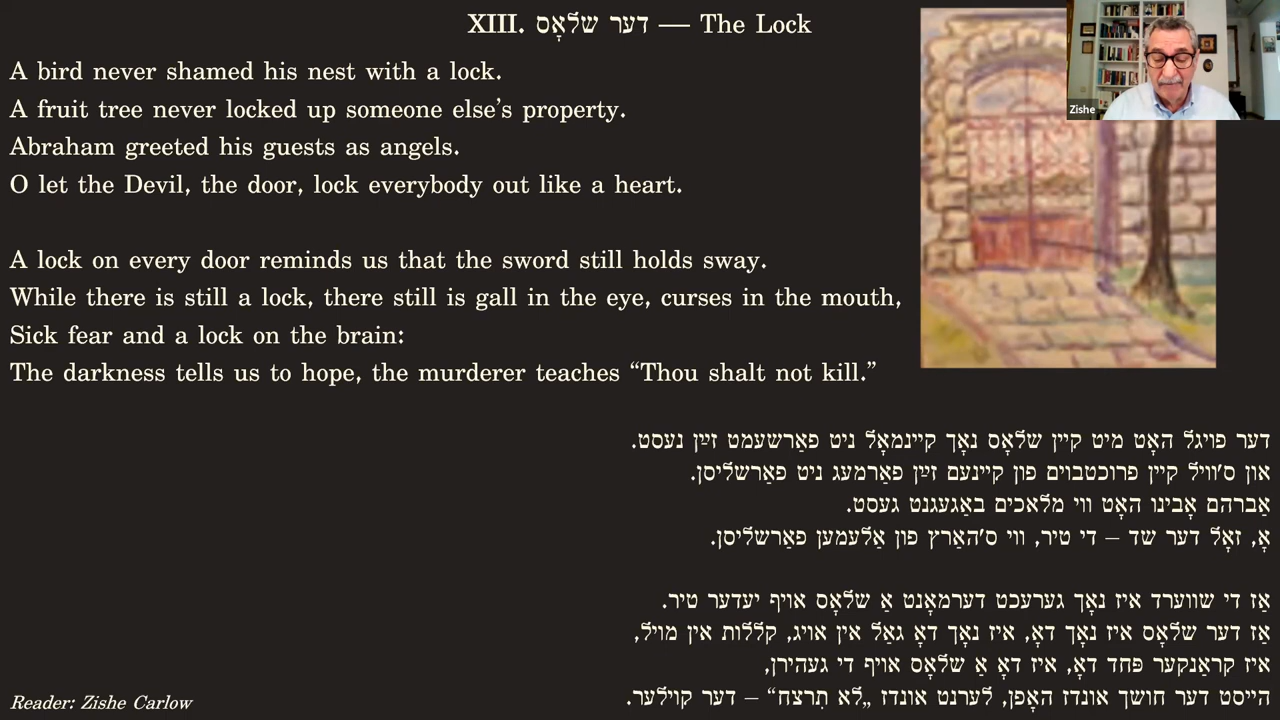 XIII. דער שלאָס — The Lock
A bird never shamed his nest with a lock.
A fruit tree never locked up someone else’s property.
Abraham greeted his guests as angels.
O let the Devil, the door, lock everybody out like a heart.
A lock on every door reminds us that the sword still holds sway.
While there is still a lock, there still is gall in the eye, curses in the mouth,
Sick fear and a lock on the brain:
The darkness tells us to hope, the murderer teaches “Thou shalt not kill.”
Zishe
דער פויגל האָט מיט קיין שלאָס נאָך קיינמאָל ניט פאַרשעמט זײַן נעסט.
און ס׳וויל קיין פרוכטבוים פון קיינעם זײַן פאַרמעג ניט פאַרשליסן.
אַברהם אָבינו האָט ווי מלאכים באַגעגנט געסט.
אָ, זאָל דער שד – די טיר, ווי ס׳האַרץ פון אַלעמען פאַרשליסן.
אַז די שווערד איז נאָך גערעכט דערמאָנט אַ שלאָס אויף יעדער טיר.
אַז דער שלאָס איז נאָך דאָ, איז נאָך דאָ גאַל אין אויג, קללות אין מויל,
איז קראַנקער פּחד דאָ, איז דאָ אַ שלאָס אויף די געהירן,
הייסט דער חושך אונדז האָפן, לערנט אונדז „לא תרצח“ – דער קוילער.
Reader: Zishe Carlow